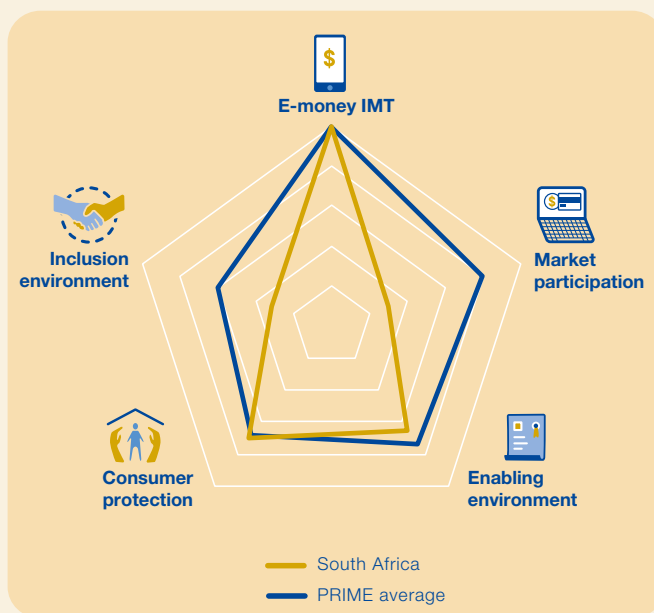 $
E-money IMT
$
Inclusion
environment
Market
participation
Consumer
protection
Enabling
environment
South Africa
PRIME average